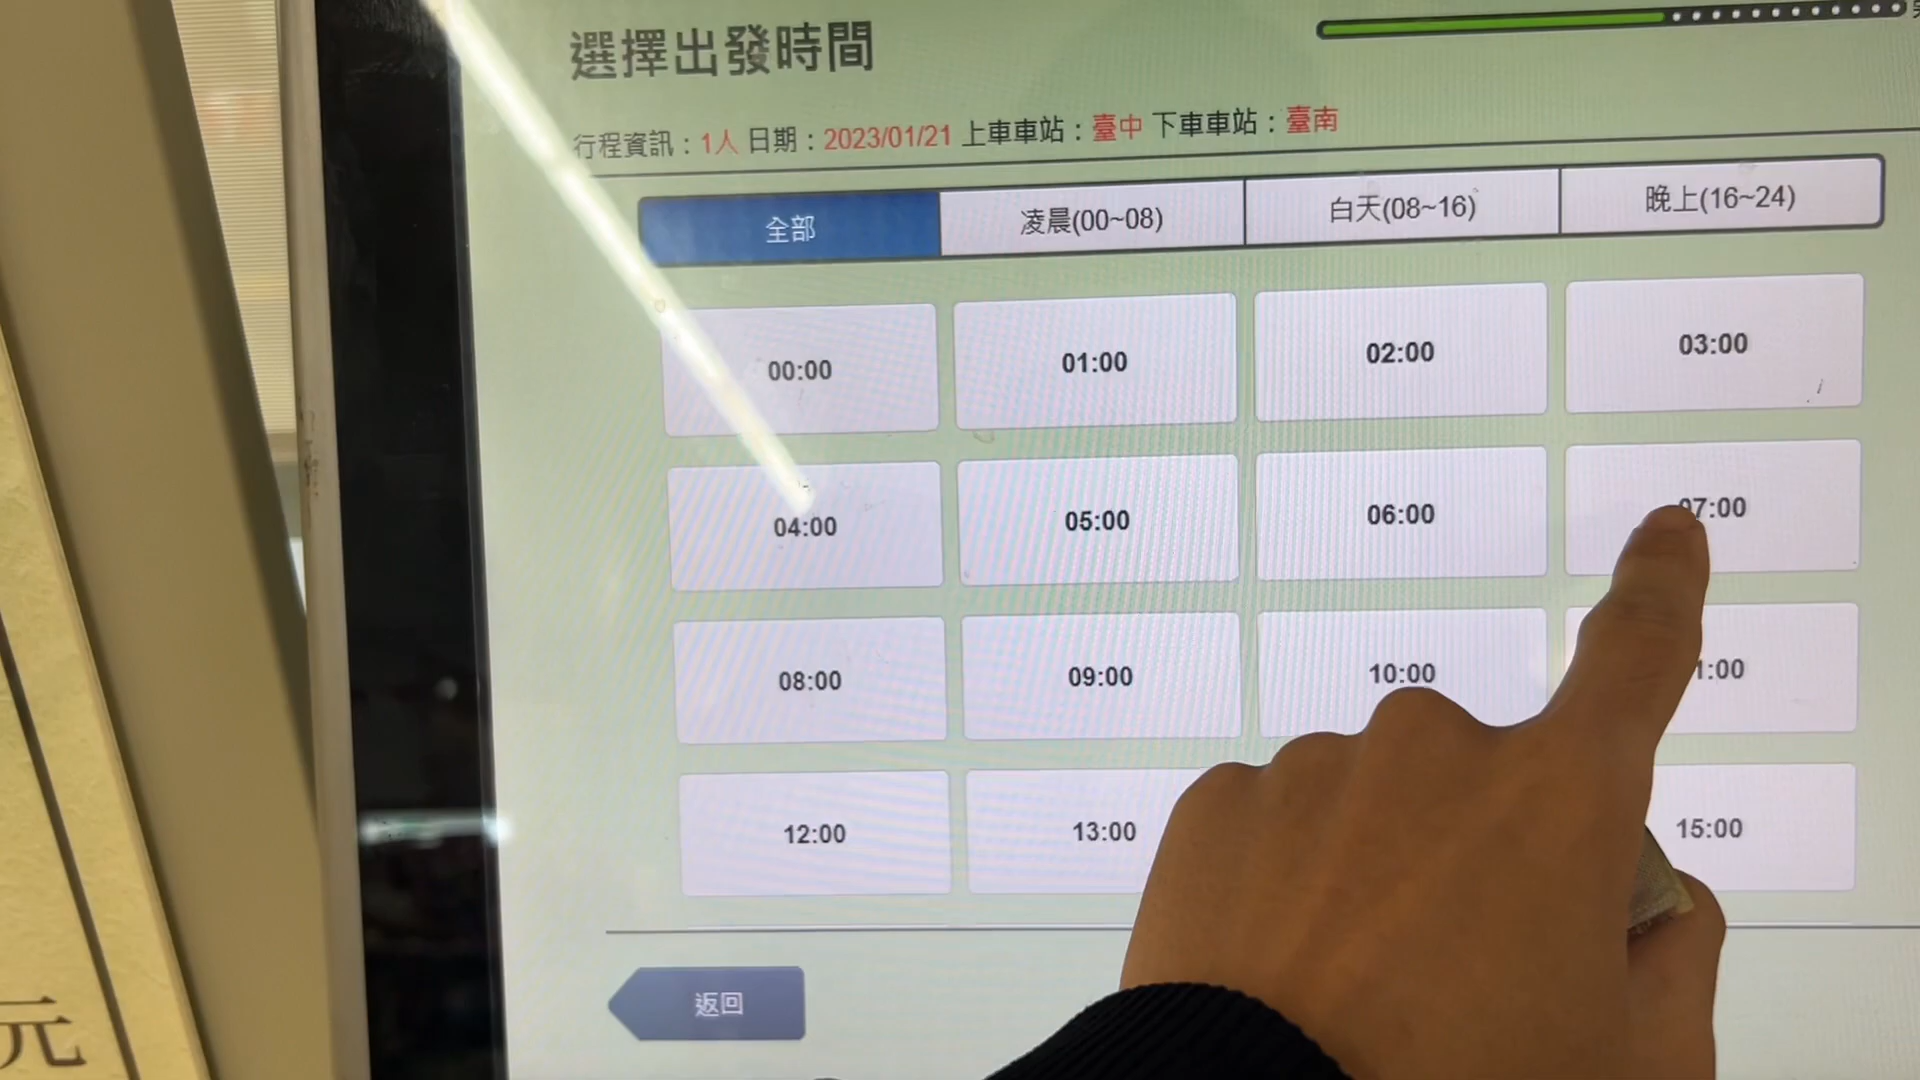 選擇出發時間
行程資訊：1人 日期：2023/01/21 上車車站：臺中 下車車站：臺南
全部 凌晨(00~08) 白天(08~16) 晚上(16~24)
00:00 01:00 02:00 03:00
04:00 05:00 06:00 07:00
08:00 09:00 10:00 1:00
12:00 13:00 15:00
返回
元